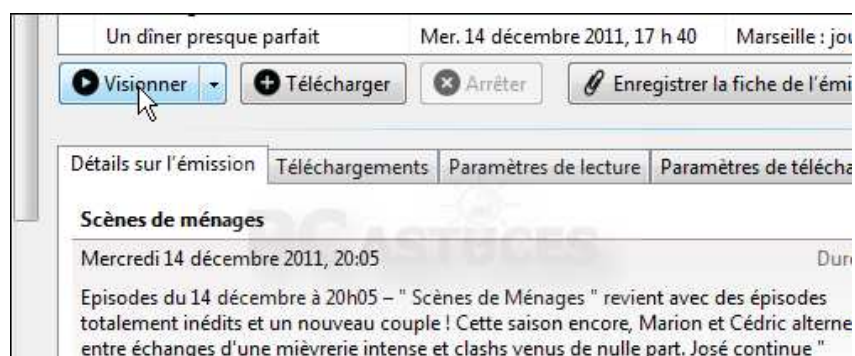 Un dîner presque parfait Mer. 14 décembre 2011, 17 h 40 Marseille : jou
Visionner Télécharger Arrêter Enregistrer la fiche de l'émi
Détails sur l'émission Téléchargements Paramètres de lecture Paramètres de télécha
Scènes de ménages
PC ASTUCES
Mercredi 14 décembre 2011, 20:05 Duré
Episodes du 14 décembre à 20h05 – " Scènes de Ménages " revient avec des épisodes
totalement inédits et un nouveau couple ! Cette saison encore, Marion et Cédric alterne
entre échanges d'une mièvrerie intense et clashs venus de nulle part. José continue "